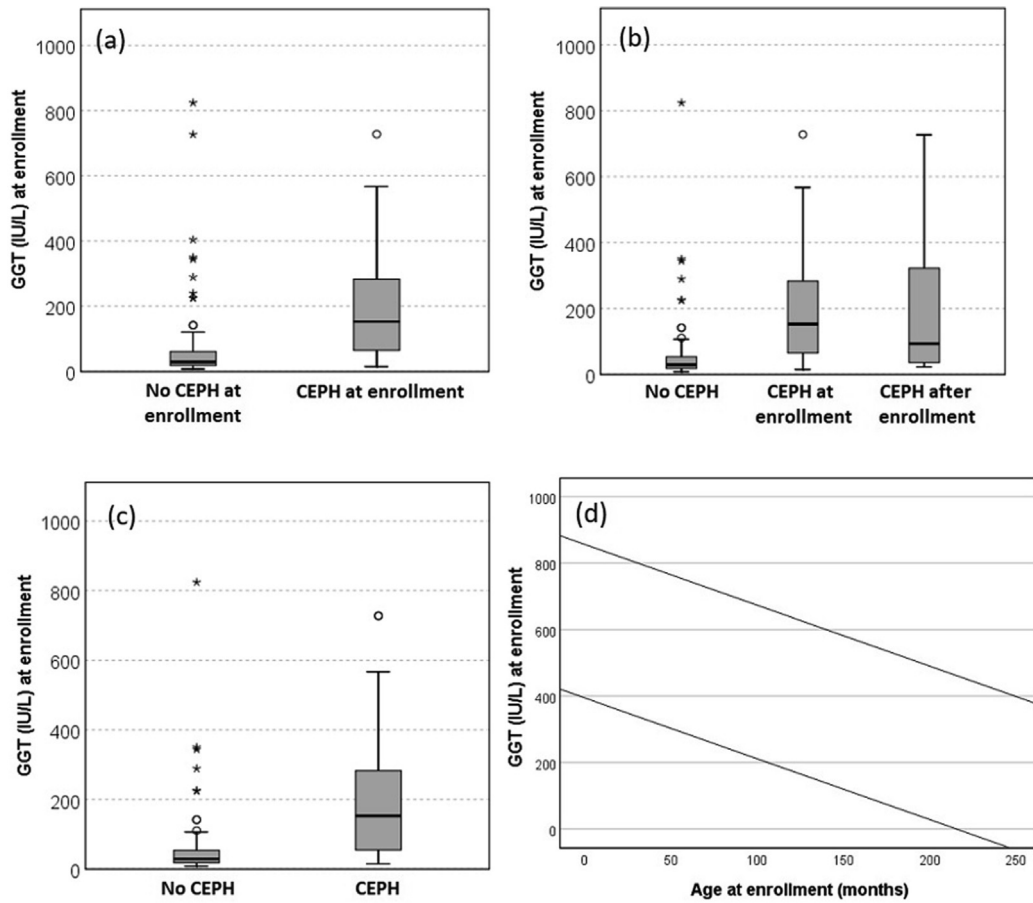 (a)
1000
800
600
400
200
0
GGT (IU/L) at enrollment
No CEPH at
enrollment
CEPH at enrollment
(b)
1000
800
600
400
200
0
GGT (IU/L) at enrollment
No CEPH
CEPH at
enrollment
CEPH after
enrollment
(c)
1000
800
600
400
200
0
GGT (IU/L) at enrollment
No CEPH
CEPH
(d)
1000
800
600
400
200
0
GGT (IU/L) at enrollment
0 50 100 150 200 250
Age at enrollment (months)